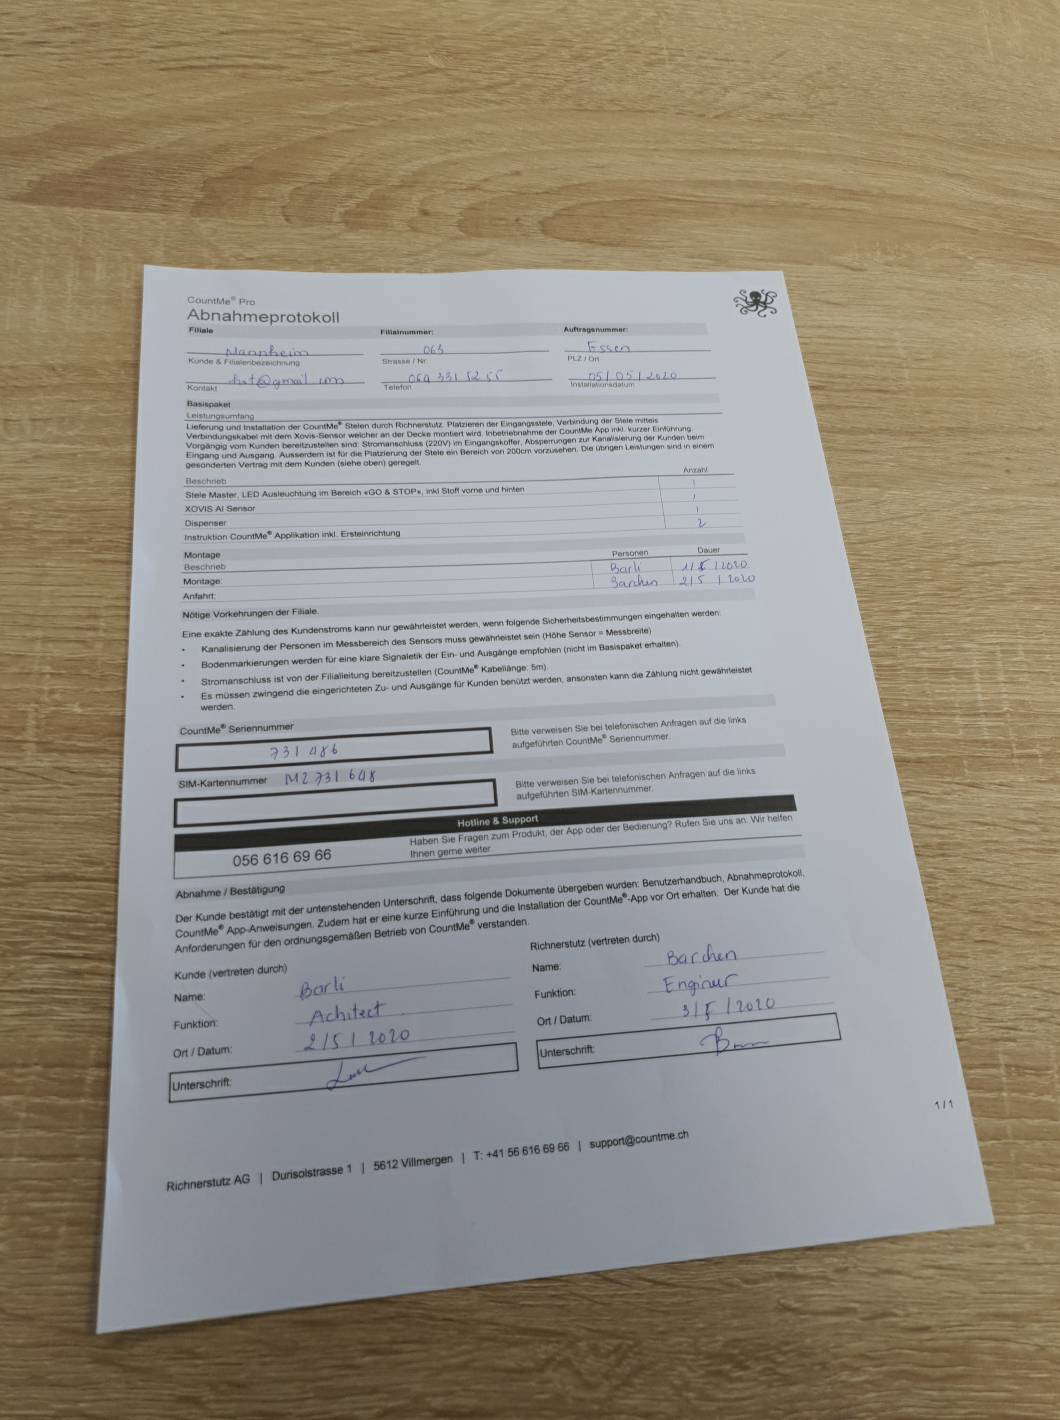 CountMe® Pro
Abnahmeprotokoll
Filiale Filialnummer: Auftragsnummer:
Mannheim 063 Essen
Kunde & Filialenbezeichnung Strasse / Nr. PLZ / Ort
@gmail 05/05/2020
Kontakt Telefon Installationsdatum
Basispaket
Leistungsumfang
Lieferung und Installation der CountMe® Stelen durch Richnerstutz. Platzieren der Eingangsstele, Verbindung der Stele mittels
Verbindungskabel mit dem Xovis-Sensor welcher an der Decke montiert wird. Inbetriebnahme der CountMe App inkl. kurzer Einführung.
Vorgängig vom Kunden bereitzustellen sind: Stromanschluss (220V) im Eingangskoffer, Absperrungen zur Kanalisierung der Kunden beim
Eingang und Ausgang. Ausserdem ist für die Platzierung der Stele ein Bereich von 200cm vorzusehen. Die übrigen Leistungen sind in einem
gesonderten Vertrag mit dem Kunden (siehe oben) geregelt.
Beschrieb Anzahl
Stele Master, LED Ausleuchtung im Bereich «GO & STOP», inkl Stoff vorne und hinten 1
XOVIS AI Sensor 1
Dispenser 1
Instruktion CountMe® Applikation inkl. Ersteinrichtung 2
Montage
Beschrieb Personen Dauer
Montage: Barli 1/5/2020
Anfahrt: Barchen 2/5/2020
Nötige Vorkehrungen der Filiale.
Eine exakte Zählung des Kundenstroms kann nur gewährleistet werden, wenn folgende Sicherheitsbestimmungen eingehalten werden:
• Kanalisierung der Personen im Messbereich des Sensors muss gewährleistet sein (Höhe Sensor = Messbreite)
• Bodenmarkierungen werden für eine klare Signaletik der Ein- und Ausgänge empfohlen (nicht im Basispaket erhalten).
• Stromanschluss ist von der Filialleitung bereitzustellen (CountMe® Kabellänge: 5m).
• Es müssen zwingend die eingerichteten Zu- und Ausgänge für Kunden benützt werden, ansonsten kann die Zählung nicht gewährleistet
werden.
CountMe® Seriennummer
731486
Bitte verweisen Sie bei telefonischen Anfragen auf die links
aufgeführten CountMe® Seriennummer.
SIM-Kartennummer M2731648
Bitte verweisen Sie bei telefonischen Anfragen auf die links
aufgeführten SIM-Kartennummer.
Hotline & Support
056 616 69 66
Haben Sie Fragen zum Produkt, der App oder der Bedienung? Rufen Sie uns an. Wir helfen
Ihnen gerne weiter
Abnahme / Bestätigung
Der Kunde bestätigt mit der untenstehenden Unterschrift, dass folgende Dokumente übergeben wurden: Benutzerhandbuch, Abnahmeprotokoll,
CountMe® App-Anweisungen. Zudem hat er eine kurze Einführung und die Installation der CountMe®-App vor Ort erhalten. Der Kunde hat die
Anforderungen für den ordnungsgemäßen Betrieb von CountMe® verstanden.
Kunde (vertreten durch)
Name: Barli
Funktion: Achitect
Ort / Datum: 2/5/2020
Unterschrift:
Richnerstutz (vertreten durch)
Name: Barchen
Funktion: Enginur
Ort / Datum: 3/5/2020
Unterschrift:
1/1
Richnerstutz AG | Durisolstrasse 1 | 5612 Villmergen | T: +41 56 616 69 66 | support@countme.ch